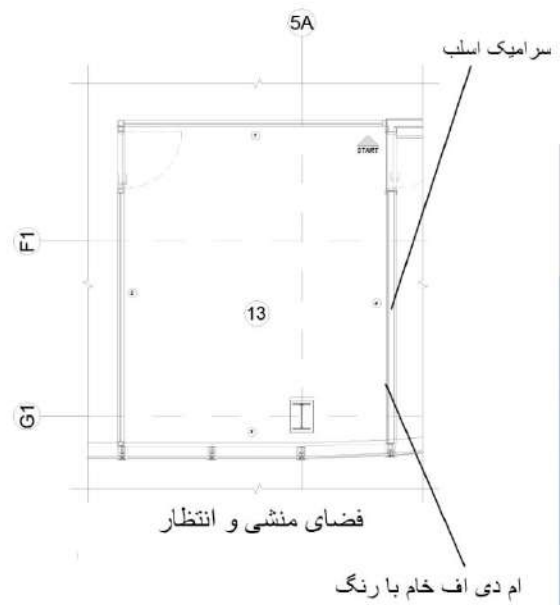 5A
سرامیک اسلب
START
F1
13
G1
فضای منشی و انتظار
ام دی اف خام با رنگ